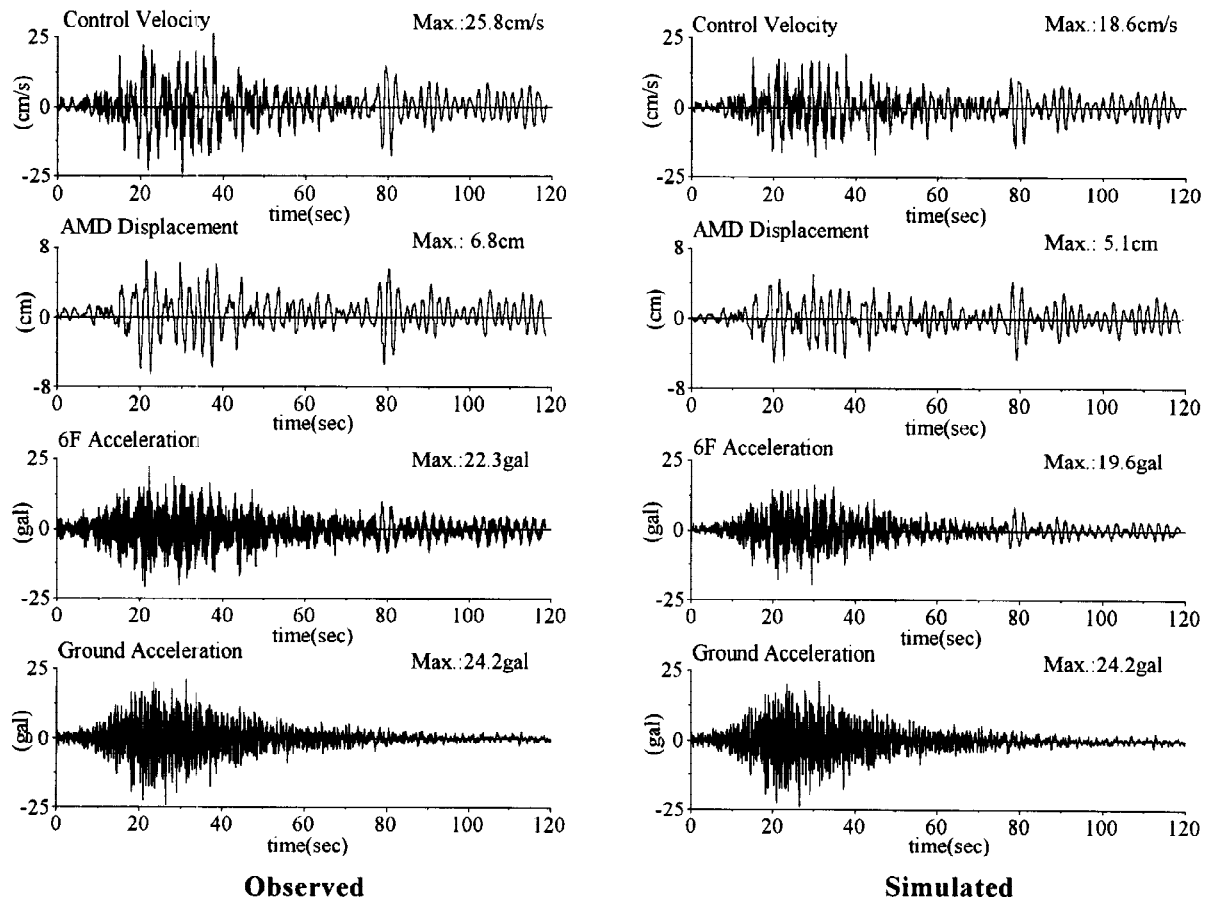 Control Velocity
Max.:25.8cm/s
25
0
-25
(cm/s)
0 20 40 60 80 100 120
time(sec)
AMD Displacement
Max.: 6.8cm
8
0
-8
(cm)
0 20 40 60 80 100 120
time(sec)
6F Acceleration
Max.:22.3gal
25
0
-25
(gal)
0 20 40 60 80 100 120
time(sec)
Ground Acceleration
Max.:24.2gal
25
0
-25
(gal)
0 20 40 60 80 100 120
time(sec)
Observed
Control Velocity
Max.:18.6cm/s
25
0
-25
(cm/s)
0 20 40 60 80 100 120
time(sec)
AMD Displacement
Max.: 5.1cm
8
0
-8
(cm)
0 20 40 60 80 100 120
time(sec)
6F Acceleration
Max.:19.6gal
25
0
-25
(gal)
0 20 40 60 80 100 120
time(sec)
Ground Acceleration
Max.:24.2gal
25
0
-25
(gal)
0 20 40 60 80 100 120
time(sec)
Simulated